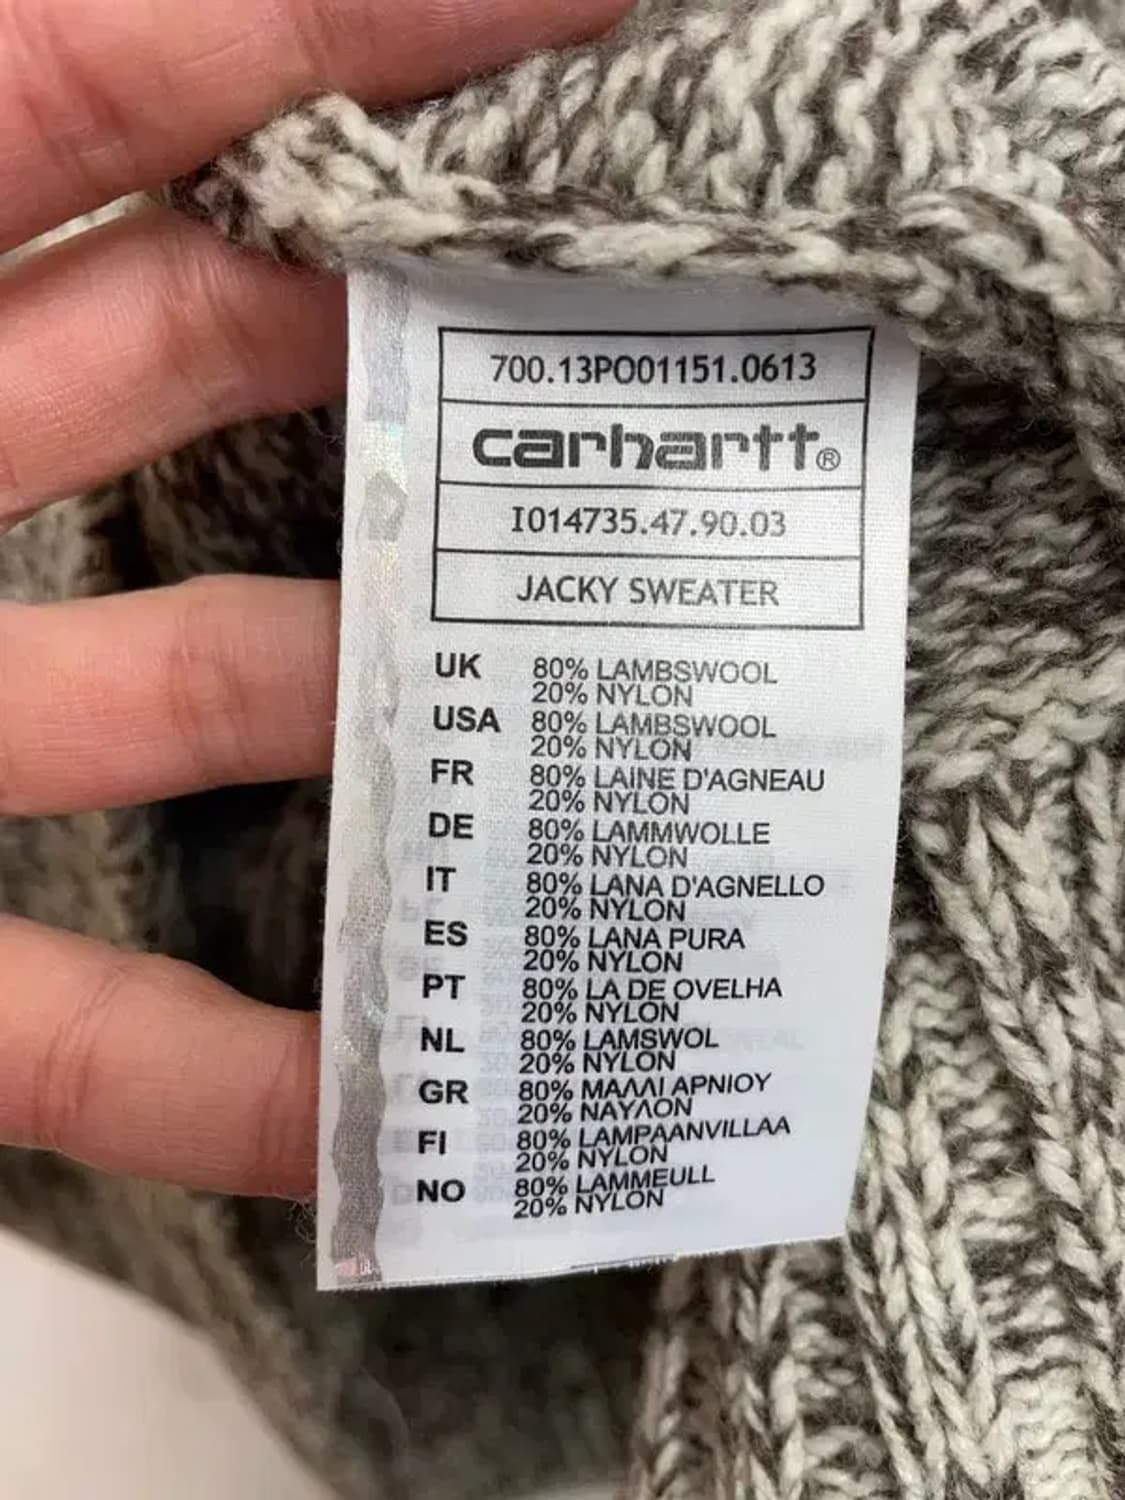 700.13PO01151.0613
carhartt®
I014735.47.90.03
JACKY SWEATER
UK 80% LAMBSWOOL
20% NYLON
USA 80% LAMBSWOOL
20% NYLON
FR 80% LAINE D'AGNEAU
20% NYLON
DE 80% LAMMWOLLE
20% NYLON
IT 80% LANA D'AGNELLO
20% NYLON
ES 80% LANA PURA
20% NYLON
PT 80% LA DE OVELHA
20% NYLON
NL 80% LAMSWOL
20% NYLON
GR 80% ΜΑΛΛΙ ΑΡΝΙΟΥ
20% ΝΑΥΛΟΝ
FI 80% LAMPAANVILLAA
20% NYLON
NO 80% LAMMEULL
20% NYLON